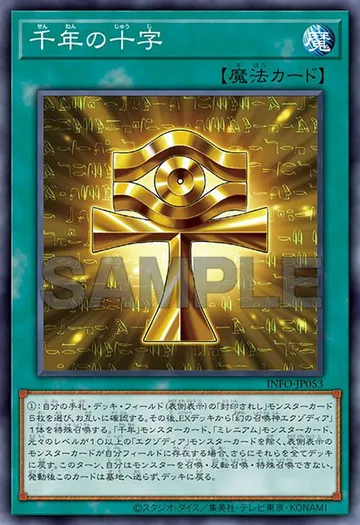 千年の十字
せん ねん じゅう じ
魔
【魔法カード】
SAMPLE
INFO-JP053
①:自分の手札・デッキ・フィールド(表側表示)の「封印されし」モンスターカード
5枚を選び、お互いに確認する。その後、EXデッキから「幻の召喚神エクゾディア」
1体を特殊召喚する。「千年」モンスターカード、「ミレニアム」モンスターカード、
元々のレベルが10以上の「エクゾディア」モンスターカードを除く、表側表示の
モンスターカードが自分フィールドに存在する場合、さらにそれらを全てデッキ
に戻す。このターン、自分はモンスターを召喚・反転召喚・特殊召喚できない。
発動後このカードは墓地へ送らず、デッキに戻る。
©スタジオ・ダイス/集英社・テレビ東京・KONAMI